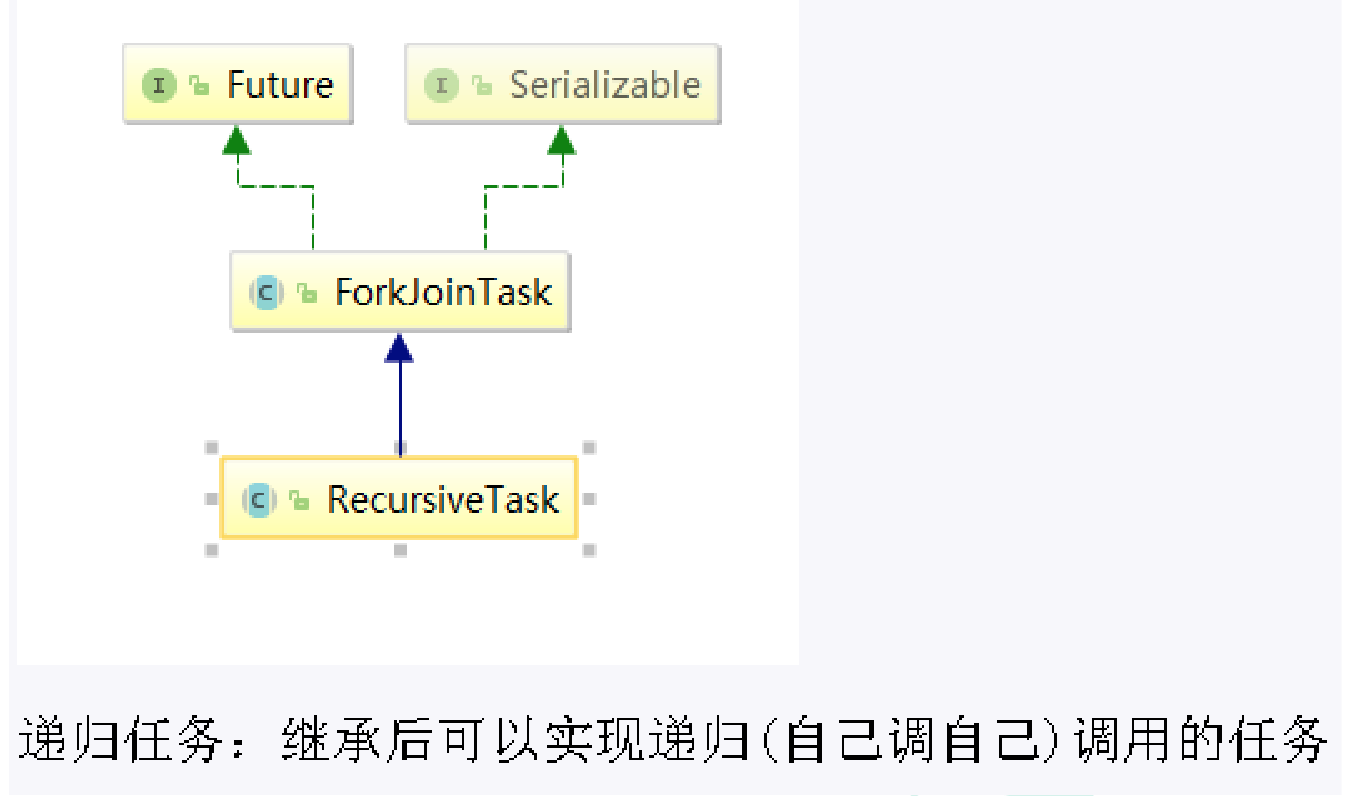 Future
Serializable
ForkJoinTask
RecursiveTask
递归任务：继承后可以实现递归(自己调自己)调用的任务